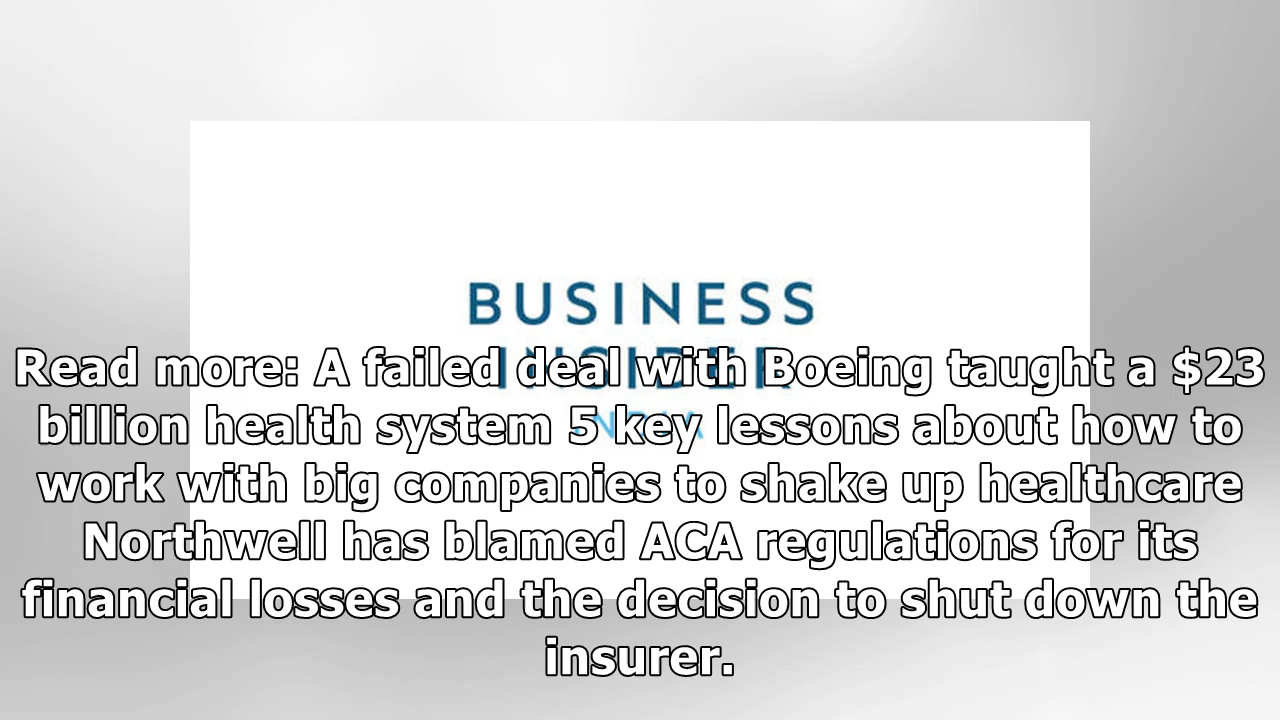 BUSINESS
INSIDER
INDIA
Read more: A failed deal with Boeing taught a $23
billion health system 5 key lessons about how to
work with big companies to shake up healthcare
Northwell has blamed ACA regulations for its
financial losses and the decision to shut down the
insurer.